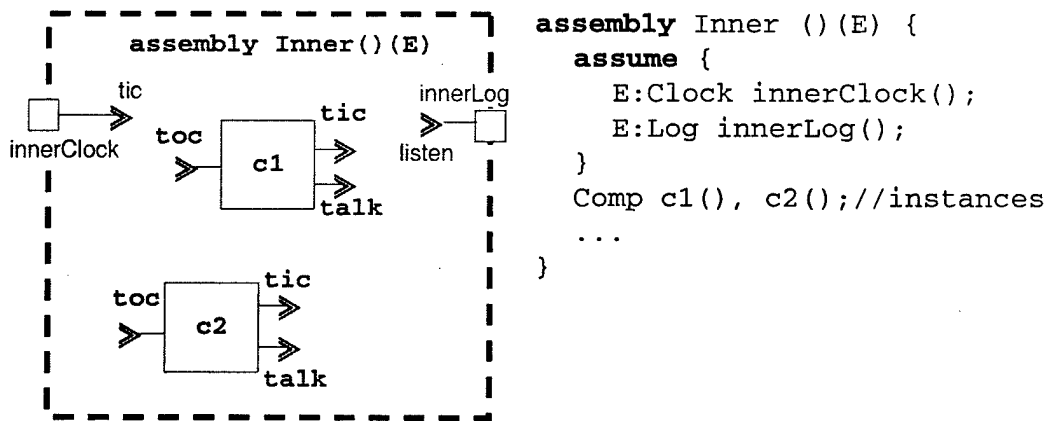 assembly Inner()(E)
tic
innerClock
toc
c1
tic
talk
innerLog
listen
toc
c2
tic
talk
assembly Inner ()(E) {
assume {
E:Clock innerClock();
E:Log innerLog();
}
Comp c1(), c2();//instances
...
}